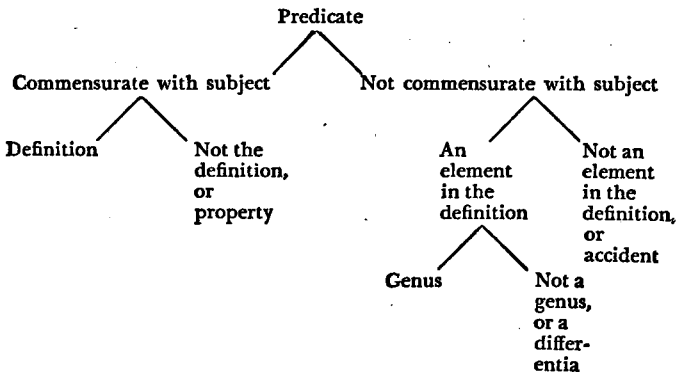 Predicate
Commensurate with subject
Not commensurate with subject
Definition
Not the
definition,
or
property
An
element
in the
definition
Not an
element
in the
definition,
or
accident
Genus
Not a
genus,
or a
differ-
entia